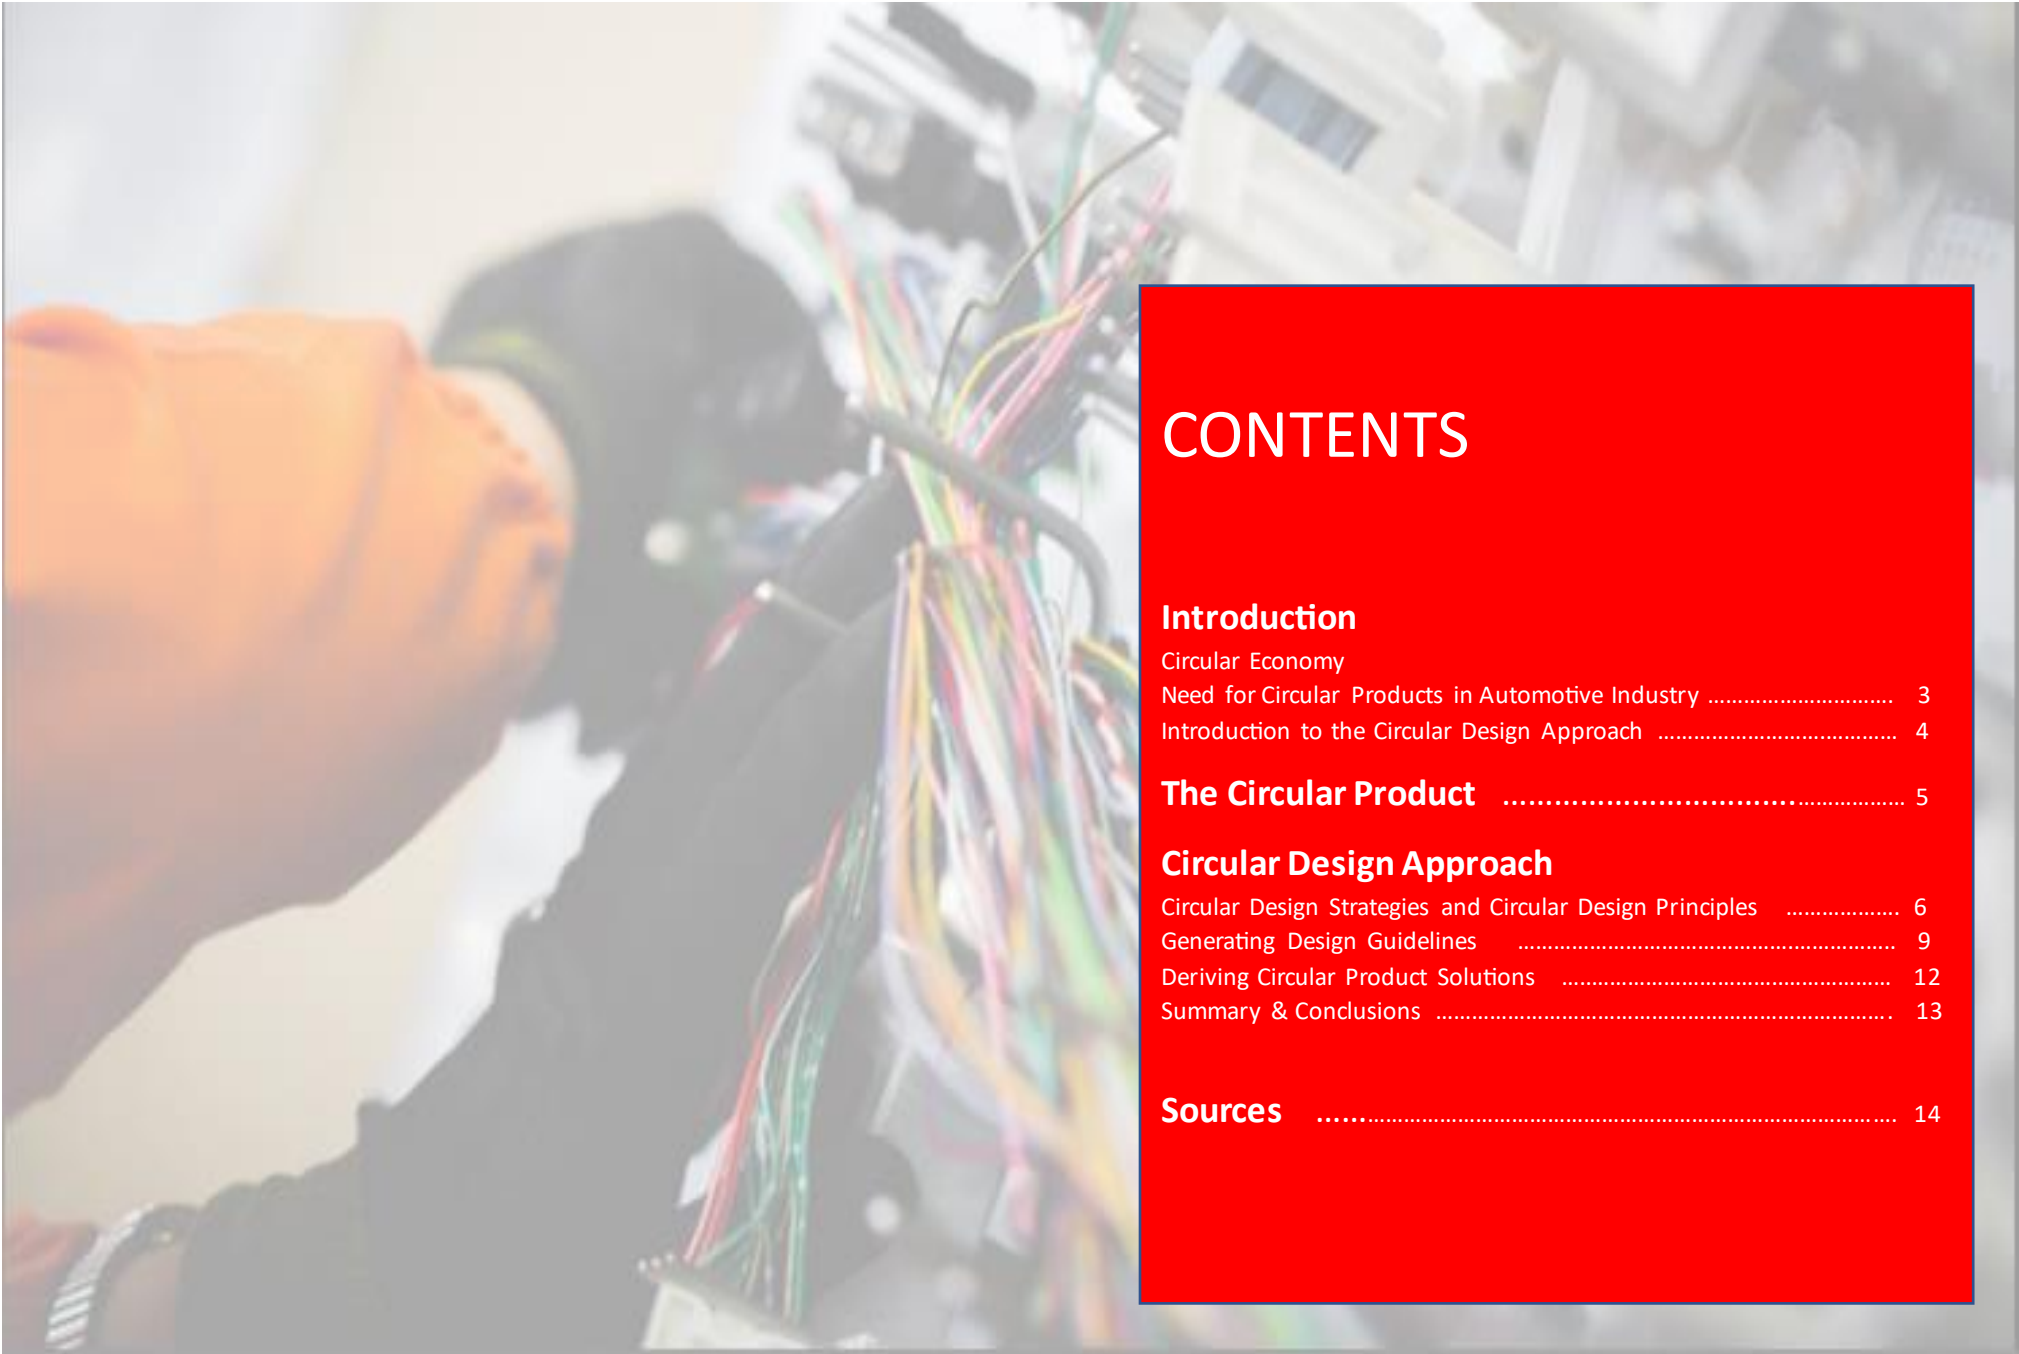 CONTENTS
Introduction
Circular Economy
Need for Circular Products in Automotive Industry ................................ 3
Introduction to the Circular Design Approach ........................................ 4
The Circular Product .................................................... 5
Circular Design Approach
Circular Design Strategies and Circular Design Principles ................... 6
Generating Design Guidelines ................................................................ 9
Deriving Circular Product Solutions ....................................................... 12
Summary & Conclusions ............................................................................ 13
Sources ................................................................................................ 14